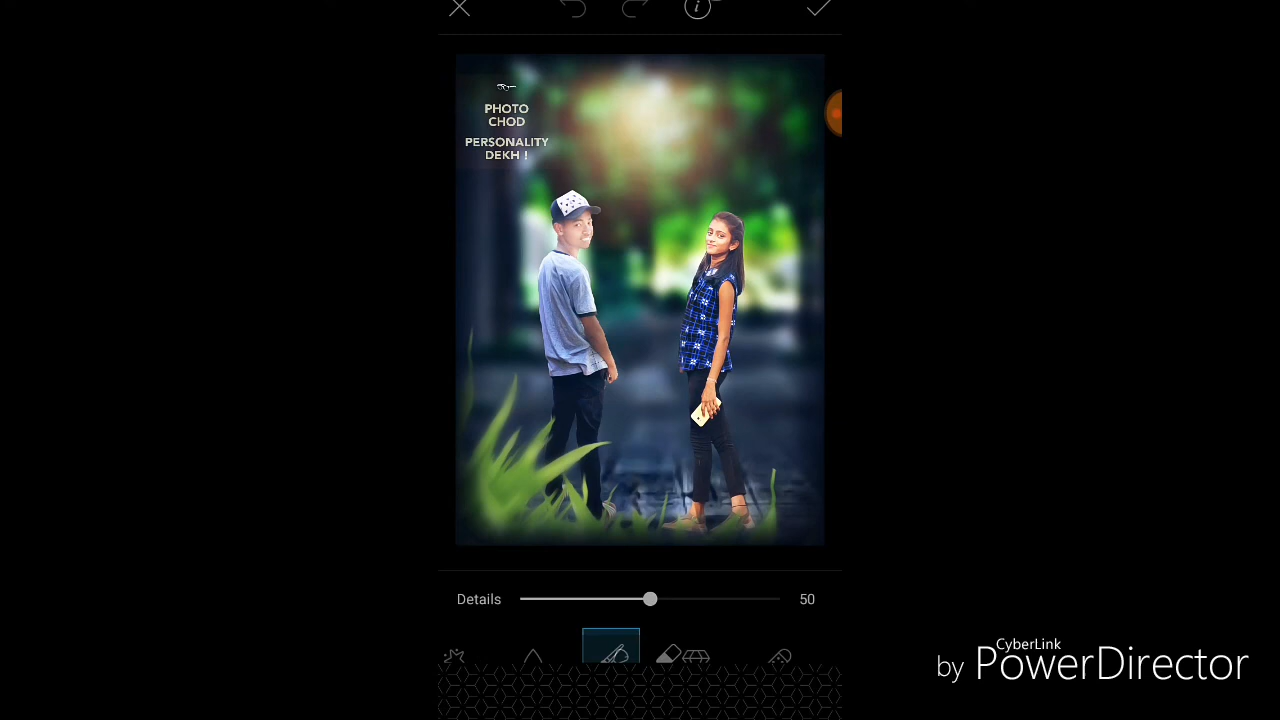 PHOTO
CHOD
PERSONALITY
DEKH !
Details 50
CyberLink
by PowerDirector